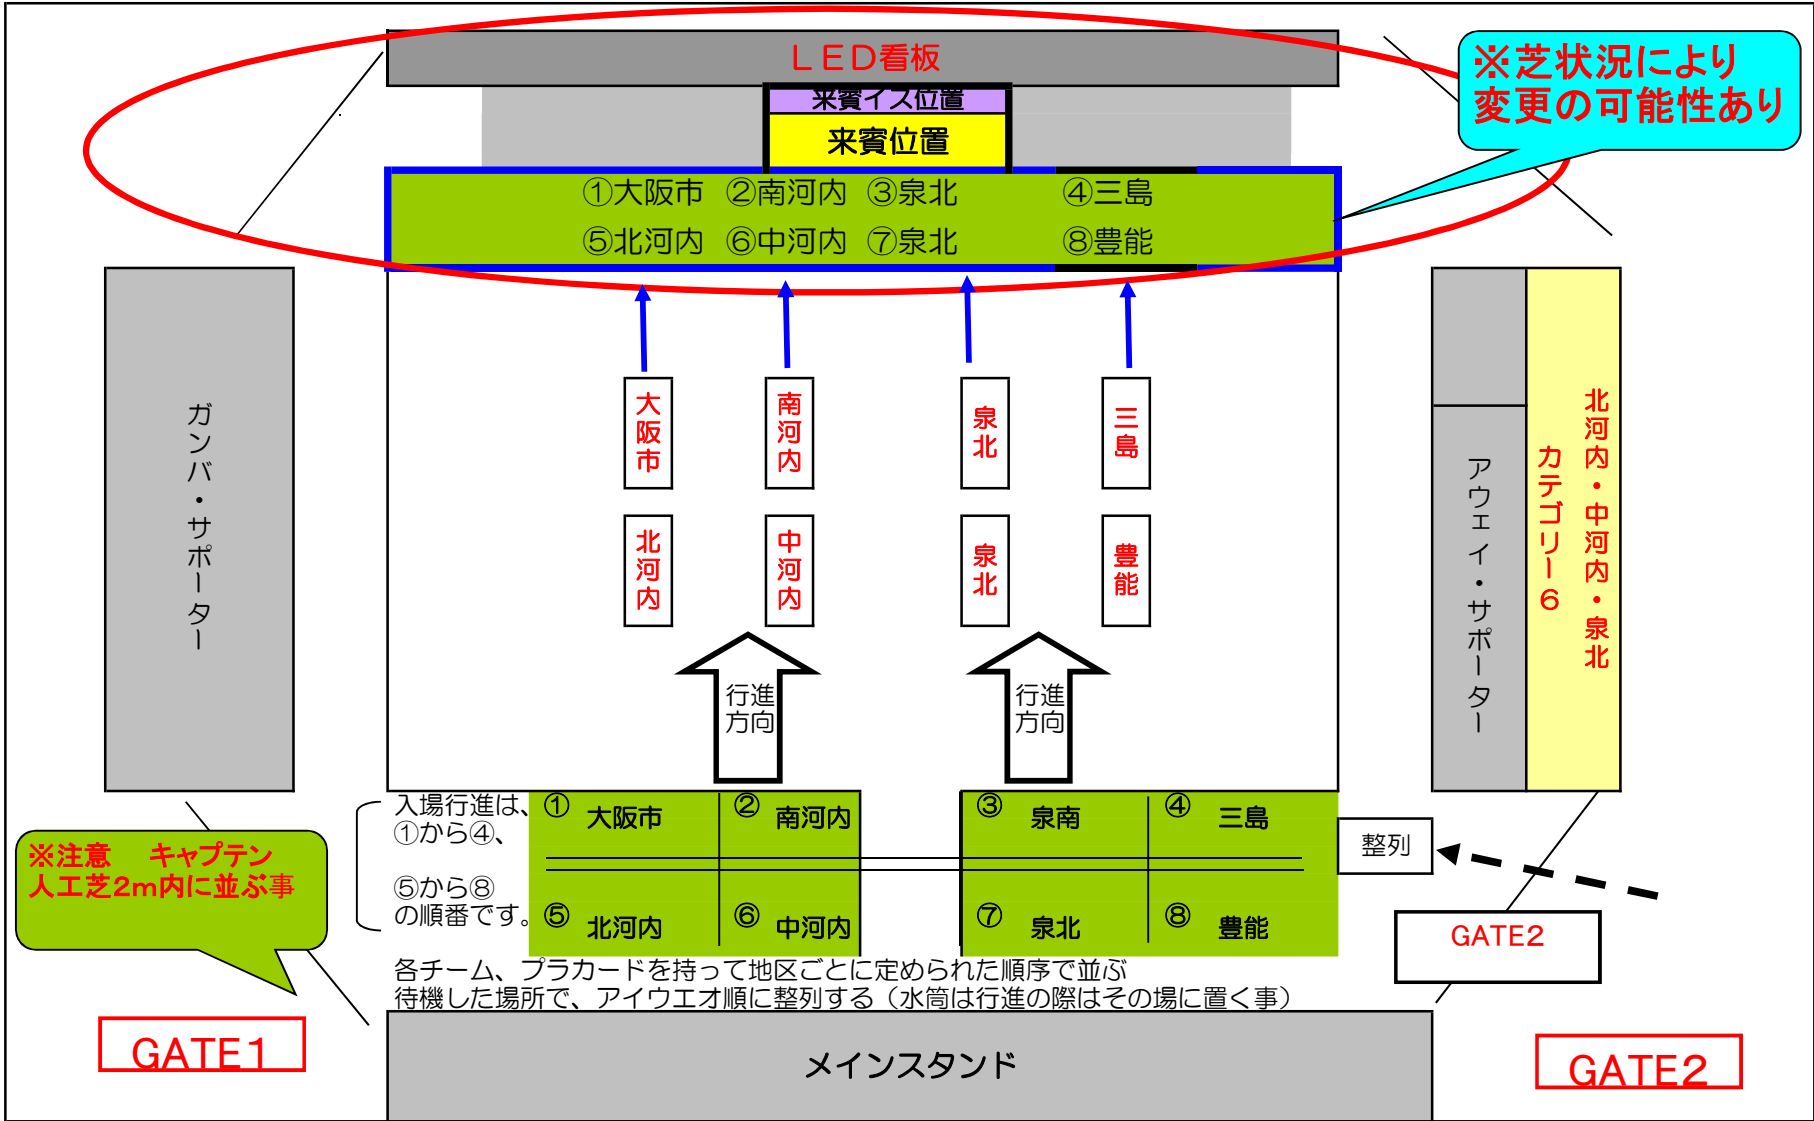 LED看板
※芝状況により
変更の可能性あり
来賓イス位置
来賓位置
①大阪市 ②南河内 ③泉北 ④三島
⑤北河内 ⑥中河内 ⑦泉北 ⑧豊能
ガンバ・サポーター
大阪市
南河内
泉北
三島
北河内
中河内
泉北
豊能
アウェイ・サポーター
北河内・中河内・泉北
カテゴリー6
行進
方向
行進
方向
入場行進は、
①から④、
⑤から⑧
の順番です。
① 大阪市
② 南河内
③ 泉南
④ 三島
⑤ 北河内
⑥ 中河内
⑦ 泉北
⑧ 豊能
整列
※注意 キャプテン
人工芝2m内に並ぶ事
GATE2
各チーム、プラカードを持って地区ごとに定められた順序で並ぶ
待機した場所で、アイウエオ順に整列する（水筒は行進の際はその場に置く事）
GATE1
メインスタンド
GATE2